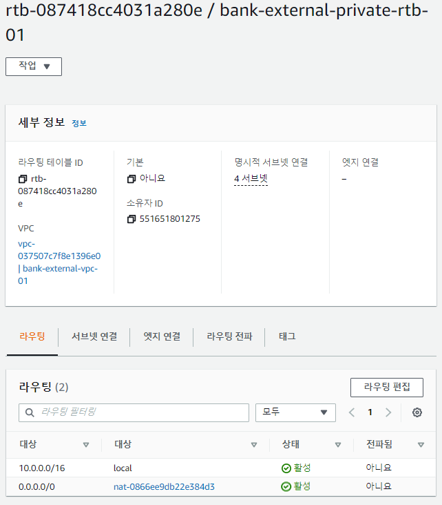 rtb-087418cc4031a280e / bank-external-private-rtb-
01
작업
세부 정보 정보
라우팅 테이블 ID
rtb-
087418cc4031a280
e
기본
아니요
명시적 서브넷 연결
4 서브넷
엣지 연결
–
소유자 ID
551651801275
VPC
vpc-
037507c7f8e1396e0
| bank-external-vpc-
01
라우팅 서브넷 연결 엣지 연결 라우팅 전파 태그
라우팅 (2) 라우팅 편집
라우팅 필터링 모두 1
대상 대상 상태 전파됨
10.0.0.0/16 local 활성 아니요
0.0.0.0/0 nat-0866ee9db22e384d3 활성 아니요